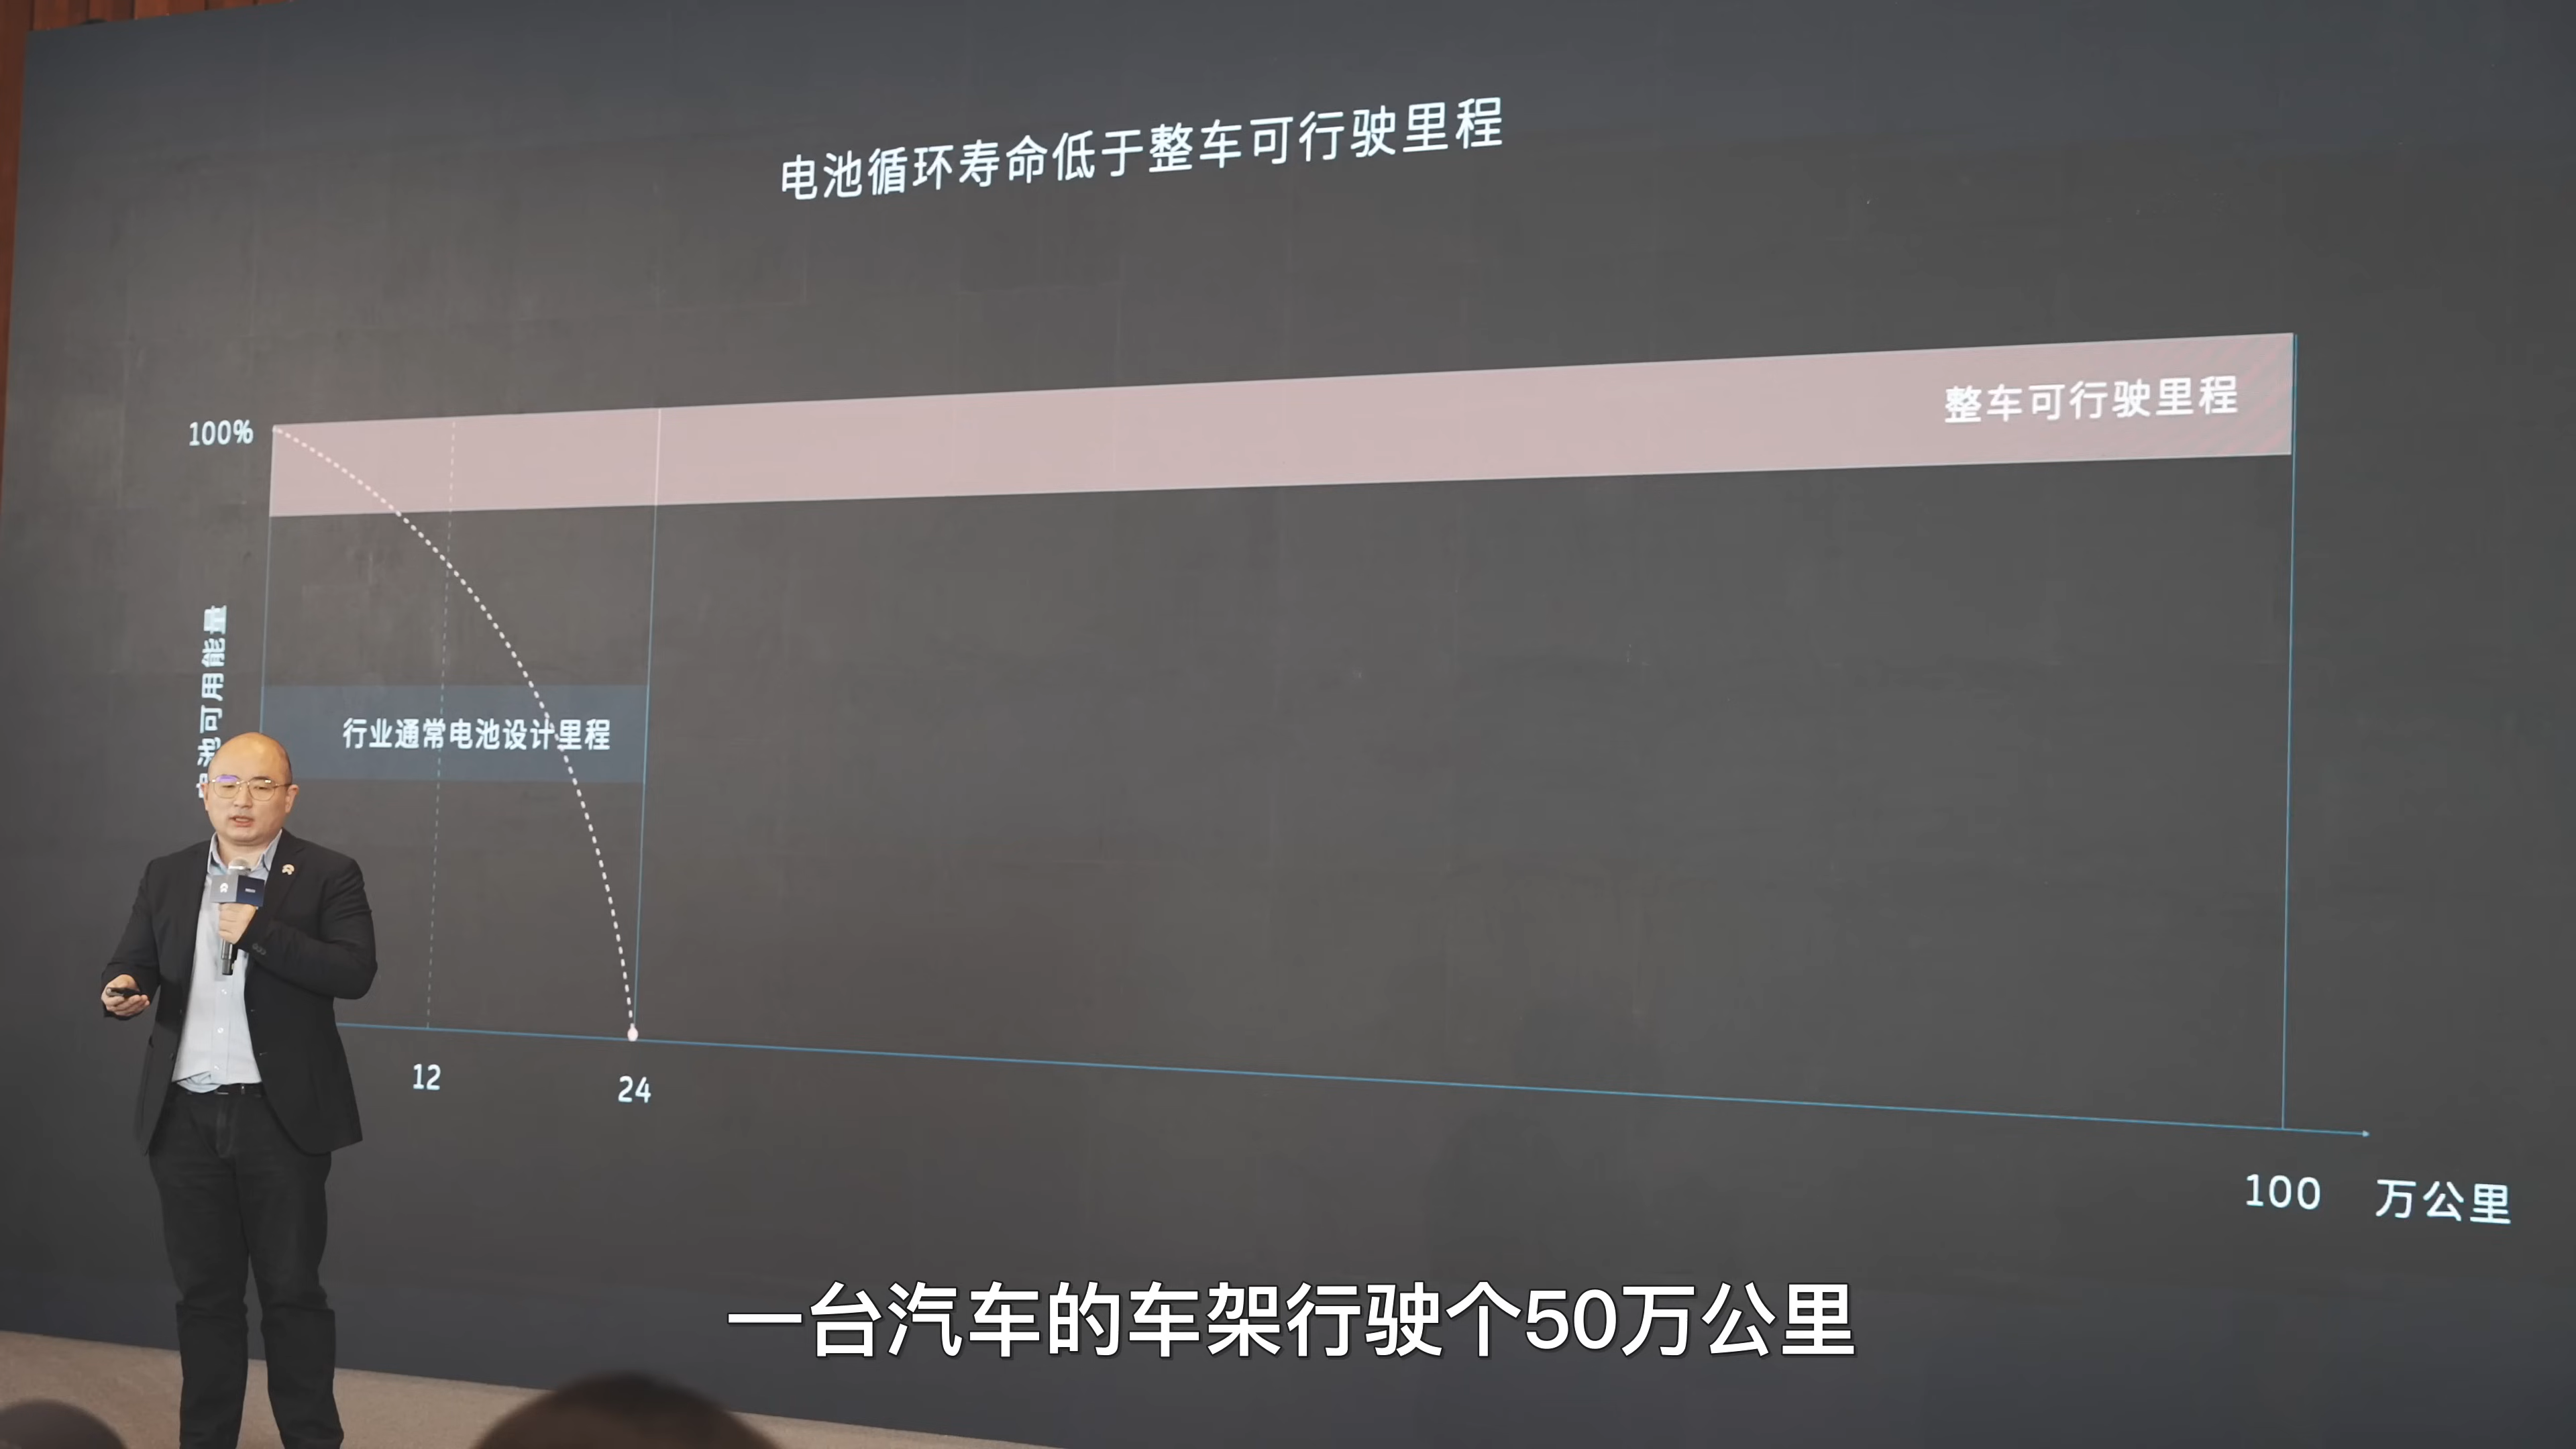 电池循环寿命低于整车可行驶里程
整车可行驶里程
100%
池可用能量
行业通常电池设计里程
12
24
100
万公里
一台汽车的车架行驶个50万公里